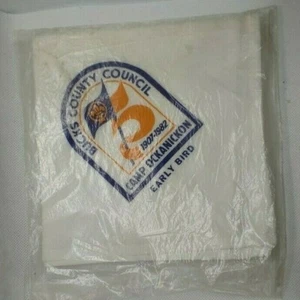 BUCKS COUNTY COUNCIL
1907-1982
CAMP OCKANICKON
EARLY BIRD